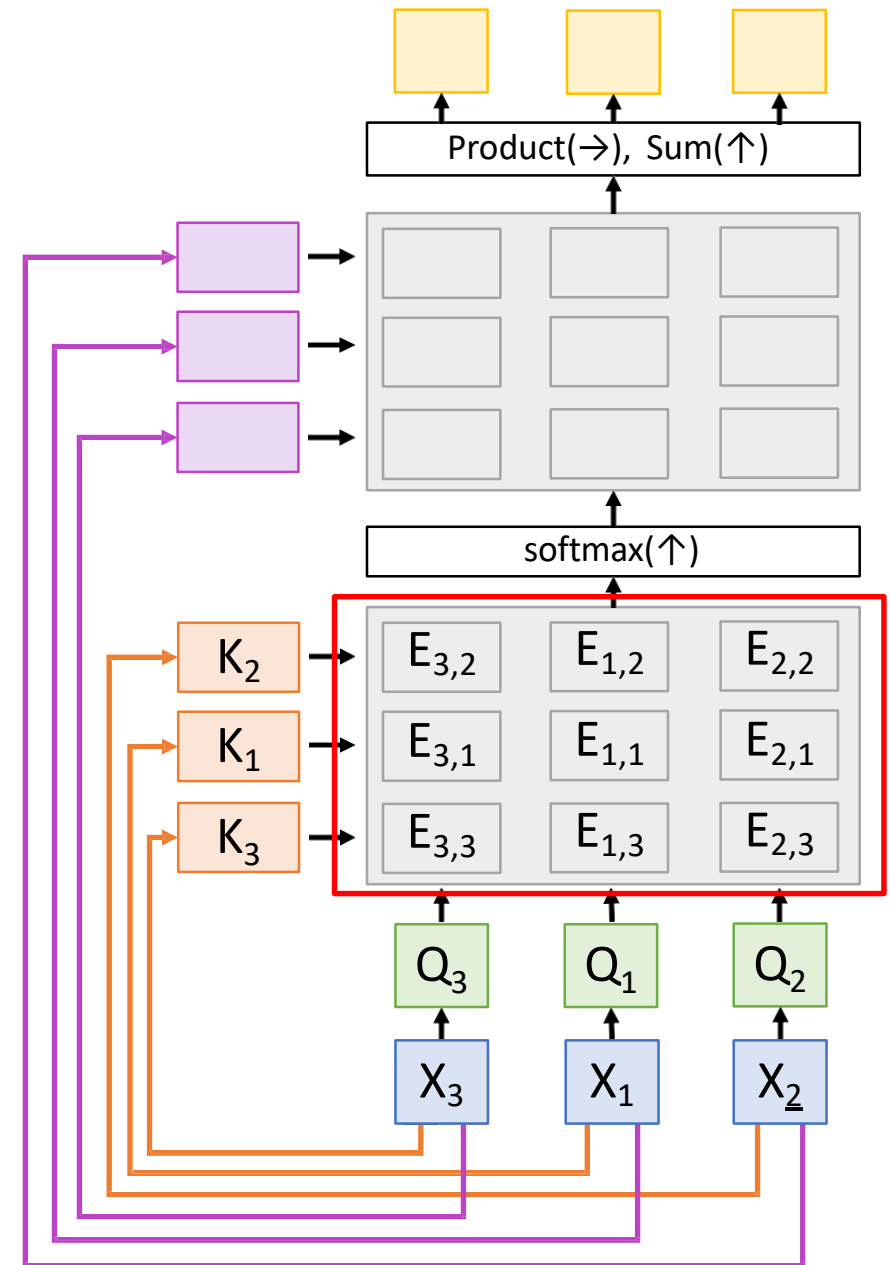 Product(→), Sum(↑)
softmax(↑)
K₂ E₃,₂ E₁,₂ E₂,₂
K₁ E₃,₁ E₁,₁ E₂,₁
K₃ E₃,₃ E₁,₃ E₂,₃
Q₃ Q₁ Q₂
X₃ X₁ X₂